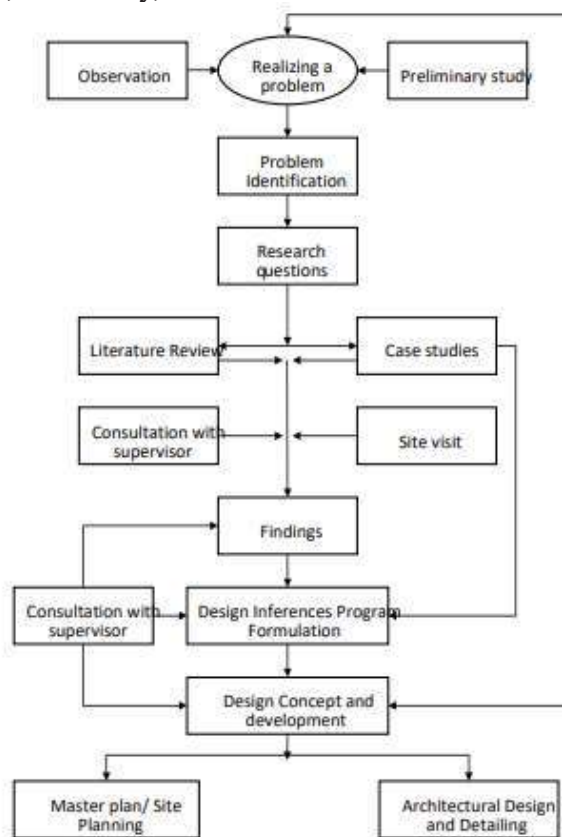 Observation
Realizing a
problem
Preliminary study
Problem
Identification
Research
questions
Literature Review
Case studies
Consultation with
supervisor
Site visit
Findings
Consultation with
supervisor
Design Inferences Program
Formulation
Design Concept and
development
Master plan/ Site
Planning
Architectural Design
and Detailing